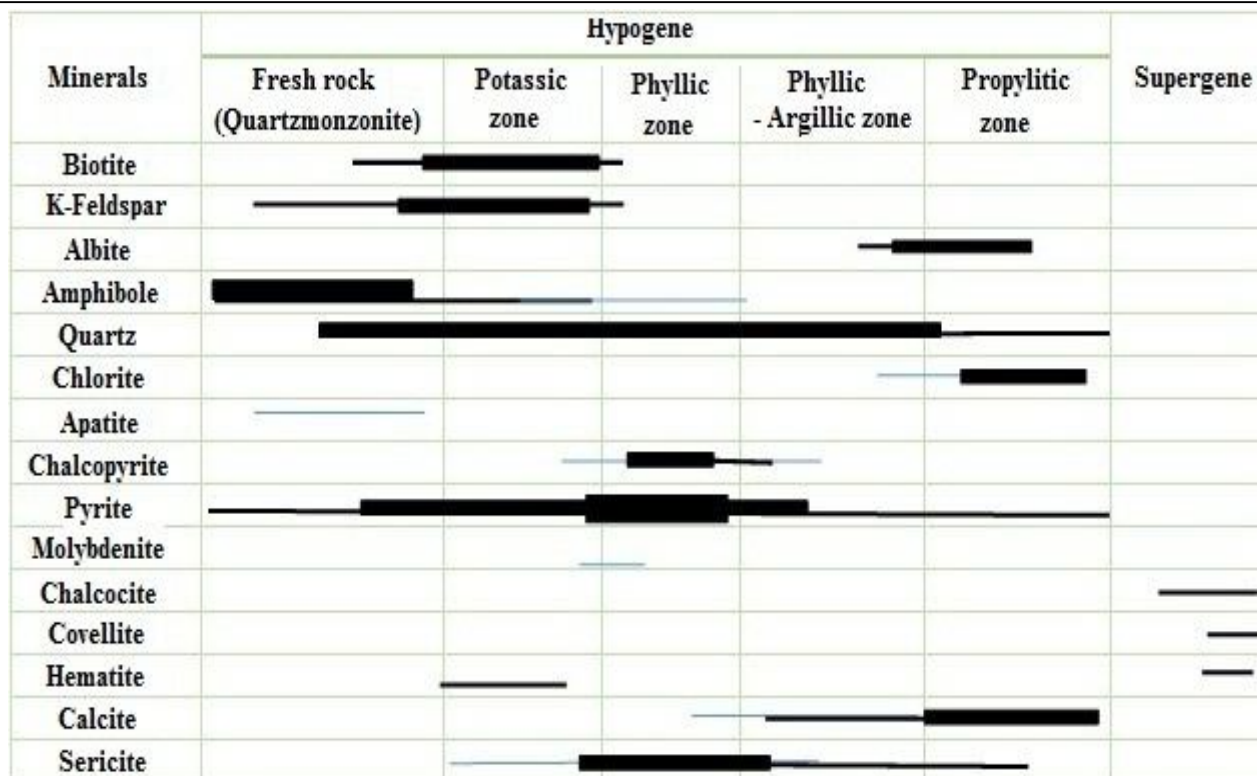 Hypogene
Minerals
Fresh rock
(Quartzmonzonite)
Potassic
zone
Phyllic
zone
Phyllic
- Argillic zone
Propylitic
zone
Supergene
Biotite
K-Feldspar
Albite
Amphibole
Quartz
Chlorite
Apatite
Chalcopyrite
Pyrite
Molybdenite
Chalcocite
Covellite
Hematite
Calcite
Sericite